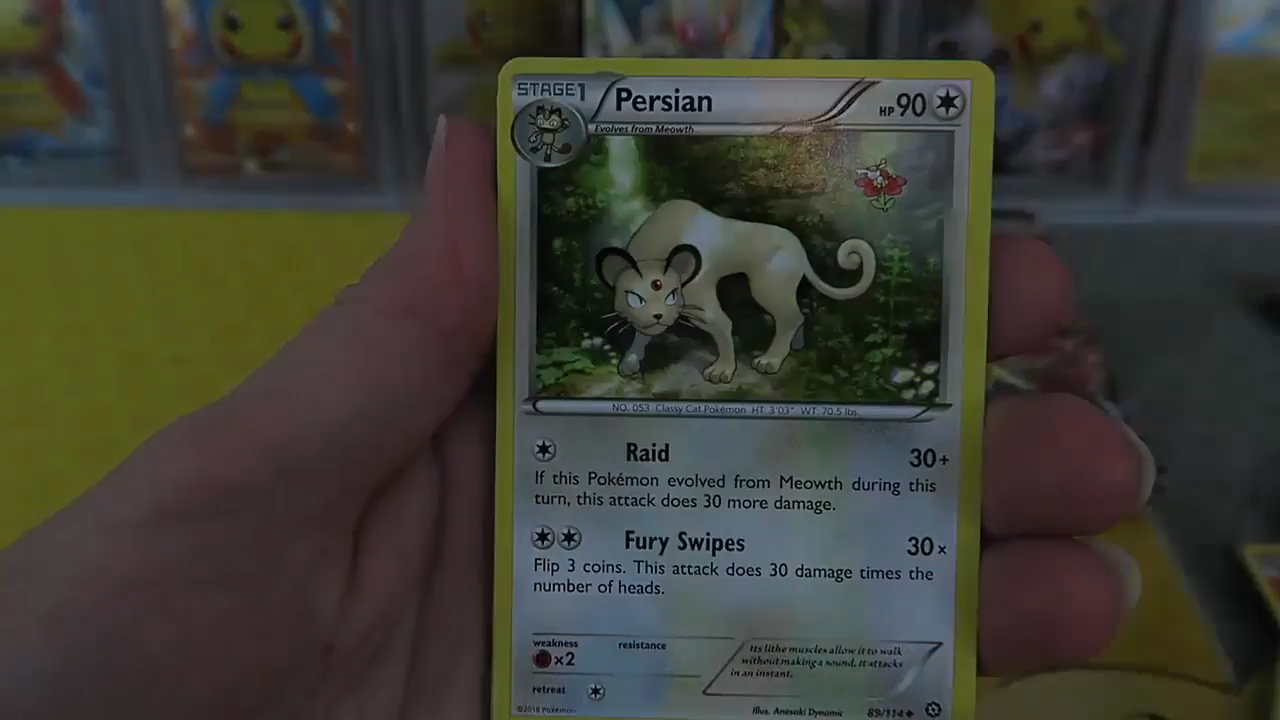 STAGE1
Persian
HP 90
Evolves from Meowth
NO. 053 Classy Cat Pokémon HT: 3'03" WT: 70.5 lbs
Raid 30+
If this Pokémon evolved from Meowth during this
turn, this attack does 30 more damage.
Fury Swipes 30×
Flip 3 coins. This attack does 30 damage times the
number of heads.
weakness
×2
resistance
retreat
Its lithe muscles allow it to walk
without making a sound. It attacks
in an instant.
©2016 Pokémon
Illus. Anesaki Dynamic
89/114